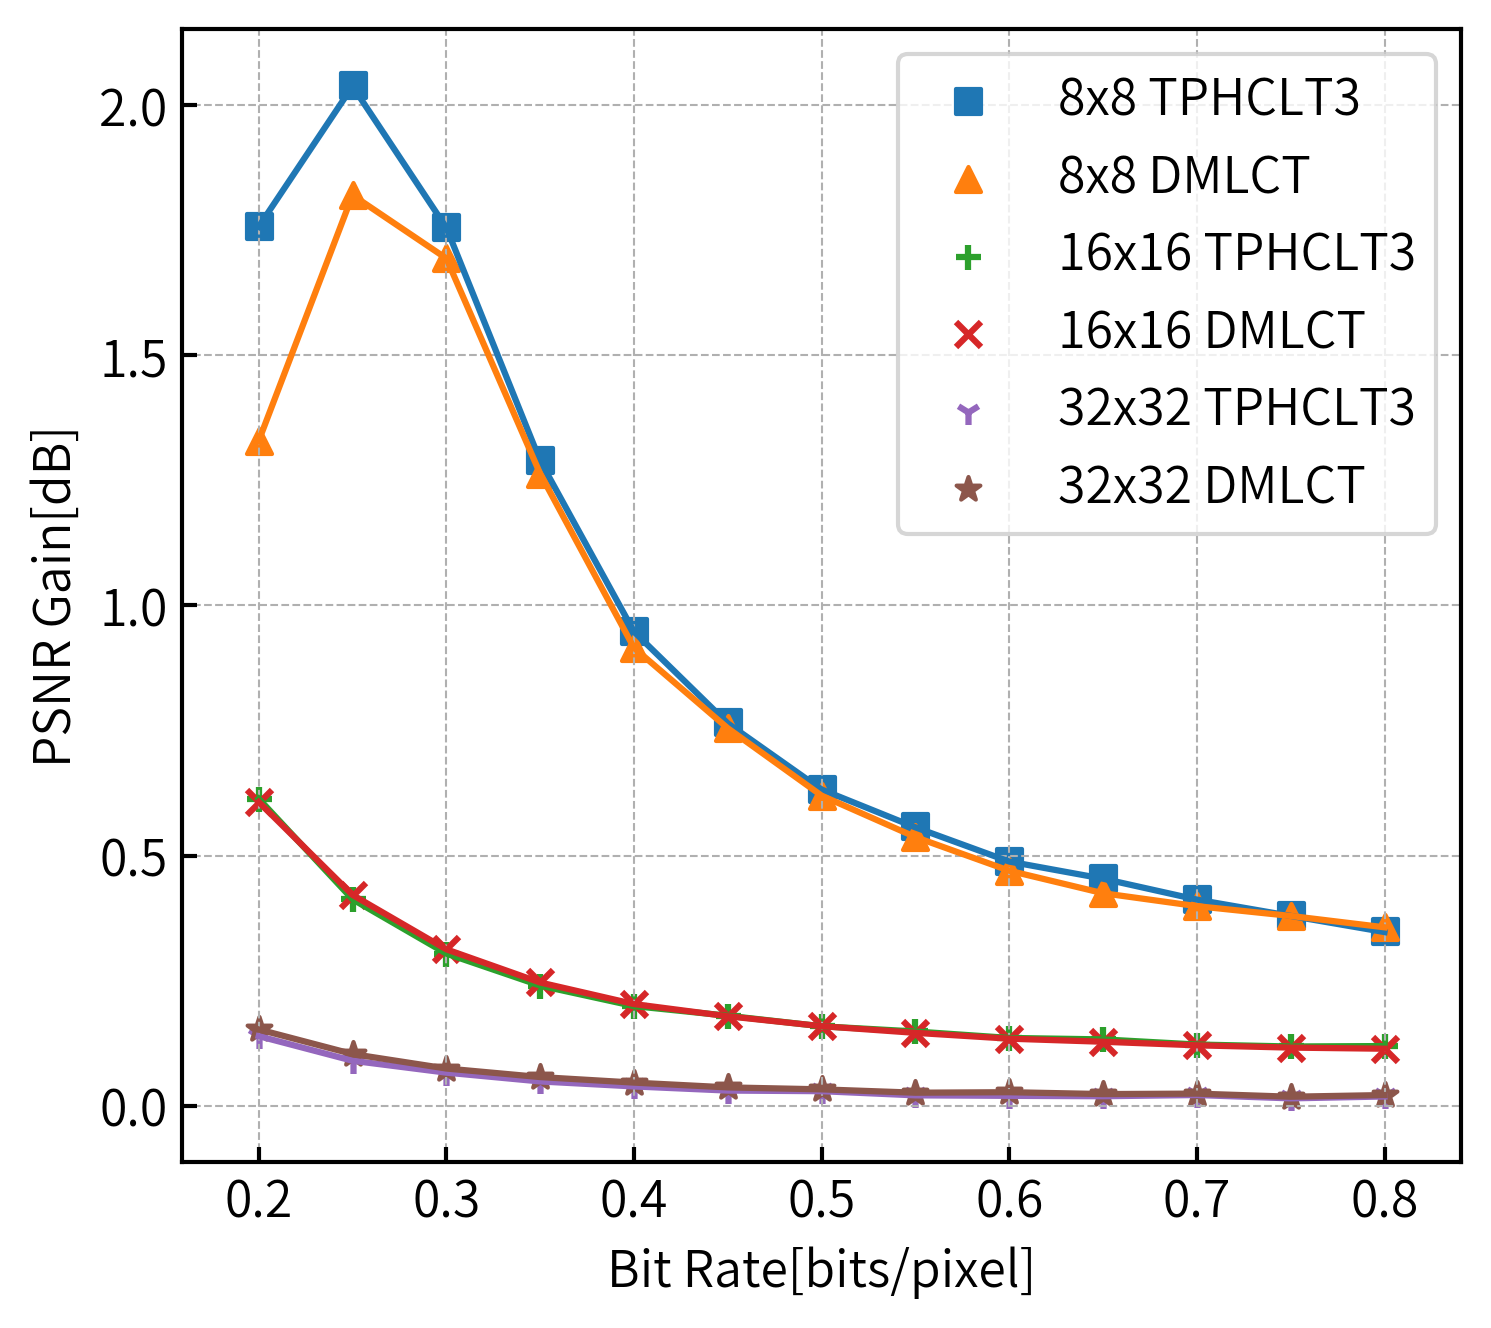 PSNR Gain[dB]
2.0
1.5
1.0
0.5
0.0
8x8 TPHCLT3
8x8 DMLCT
16x16 TPHCLT3
16x16 DMLCT
32x32 TPHCLT3
32x32 DMLCT
0.2 0.3 0.4 0.5 0.6 0.7 0.8
Bit Rate[bits/pixel]